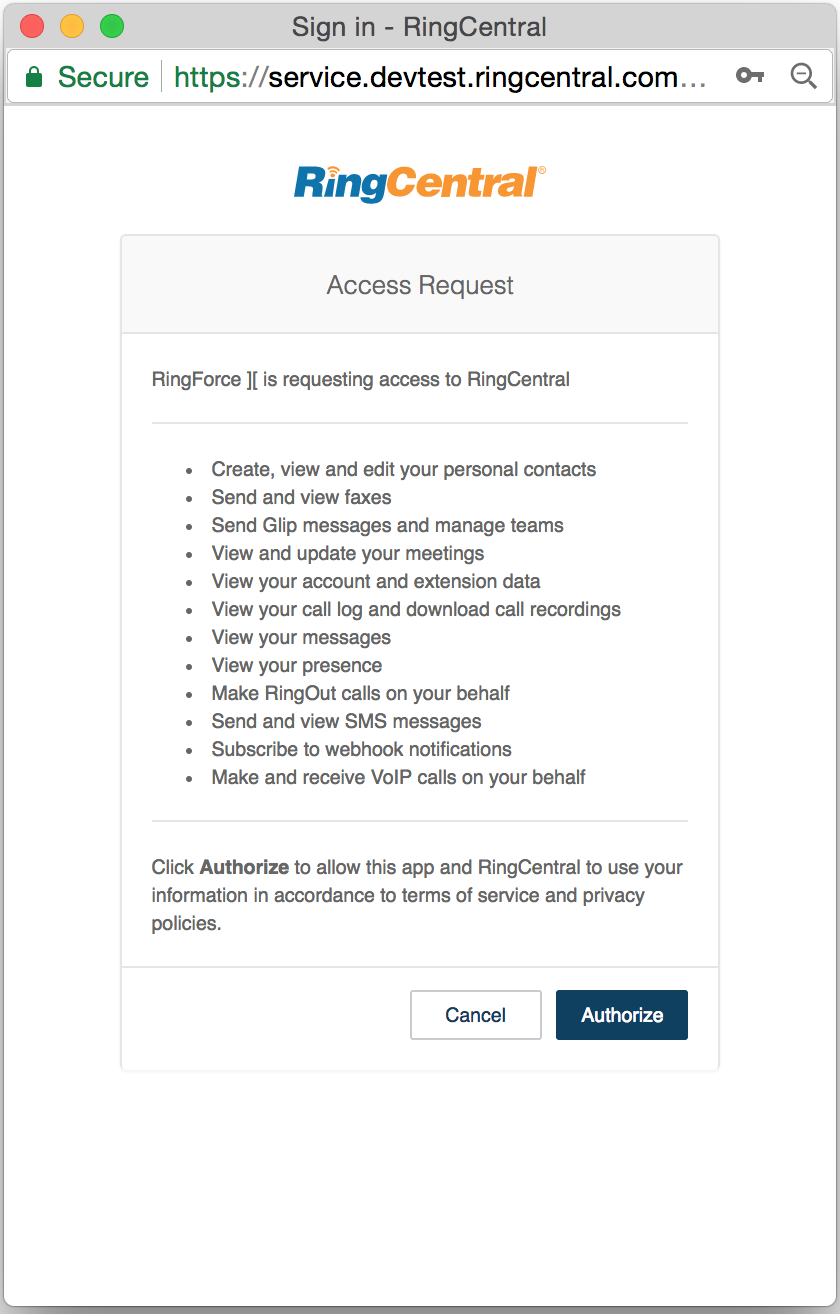 Sign in - RingCentral
Secure https://service.devtest.ringcentral.com...
RingCentral®
Access Request
RingForce ][ is requesting access to RingCentral
• Create, view and edit your personal contacts
• Send and view faxes
• Send Glip messages and manage teams
• View and update your meetings
• View your account and extension data
• View your call log and download call recordings
• View your messages
• View your presence
• Make RingOut calls on your behalf
• Send and view SMS messages
• Subscribe to webhook notifications
• Make and receive VoIP calls on your behalf
Click Authorize to allow this app and RingCentral to use your
information in accordance to terms of service and privacy
policies.
Cancel Authorize